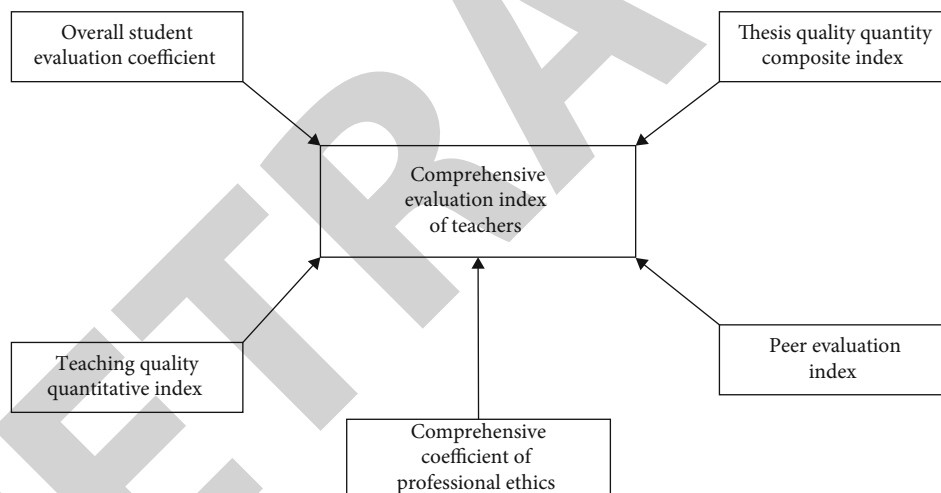 Overall student
evaluation coefficient
Thesis quality quantity
composite index
Comprehensive
evaluation index
of teachers
Teaching quality
quantitative index
Peer evaluation
index
Comprehensive
coefficient of
professional ethics
ETRA